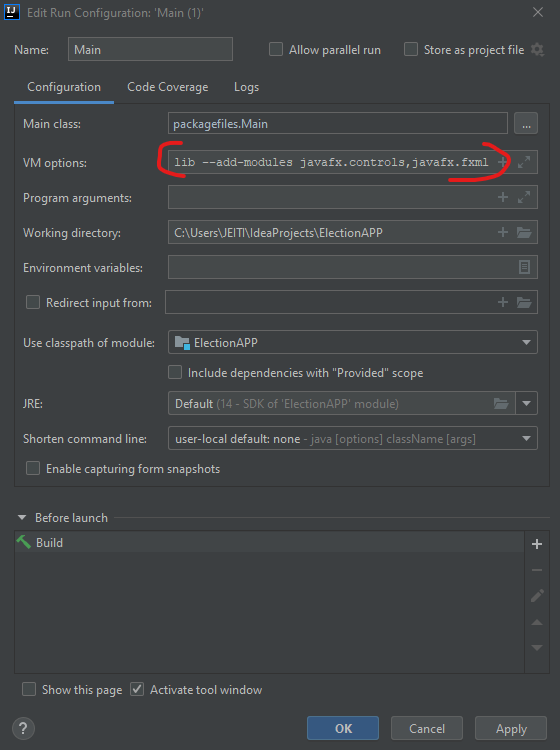 IJ Edit Run Configuration: 'Main (1)'
Name: Main Allow parallel run Store as project file
Configuration Code Coverage Logs
Main class: packagefiles.Main ...
VM options: lib --add-modules javafx.controls,javafx.fxml
Program arguments:
Working directory: C:\Users\JEITI\IdeaProjects\ElectionAPP
Environment variables:
Redirect input from:
Use classpath of module: ElectionAPP
Include dependencies with "Provided" scope
JRE: Default (14 - SDK of 'ElectionAPP' module)
Shorten command line: user-local default: none - java [options] className [args]
Enable capturing form snapshots
Before launch
Build
Show this page Activate tool window
? OK Cancel Apply